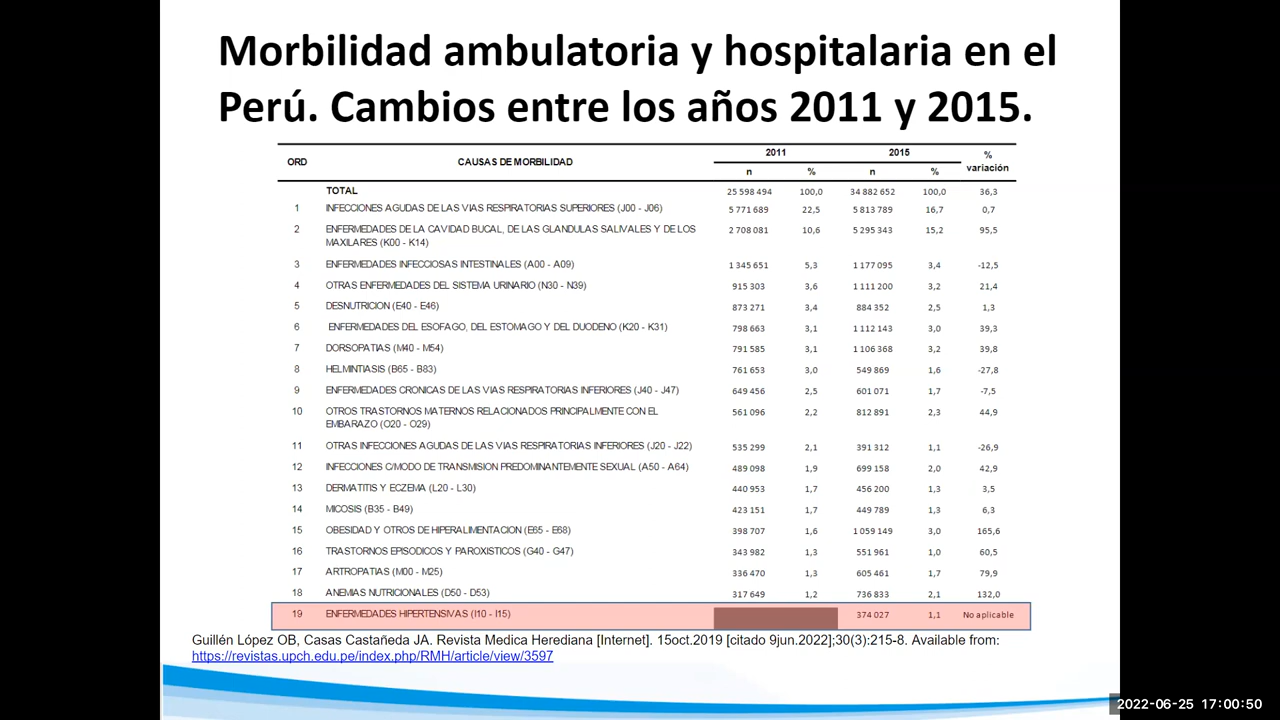 Morbilidad ambulatoria y hospitalaria en el
Perú. Cambios entre los años 2011 y 2015.
ORD CAUSAS DE MORBILIDAD 2011 2015 % variación
n % n %
TOTAL 25 598 494 100,0 34 882 652 100,0 36,3
1 INFECCIONES AGUDAS DE LAS VIAS RESPIRATORIAS SUPERIORES (J00 - J06) 5 771 689 22,5 5 813 789 16,7 0,7
2 ENFERMEDADES DE LA CAVIDAD BUCAL, DE LAS GLANDULAS SALIVALES Y DE LOS
MAXILARES (K00 - K14) 2 708 081 10,6 5 295 343 15,2 95,5
3 ENFERMEDADES INFECCIOSAS INTESTINALES (A00 - A09) 1 345 651 5,3 1 177 095 3,4 -12,5
4 OTRAS ENFERMEDADES DEL SISTEMA URINARIO (N30 - N39) 915 303 3,6 1 111 200 3,2 21,4
5 DESNUTRICION (E40 - E46) 873 271 3,4 884 352 2,5 1,3
6 ENFERMEDADES DEL ESOFAGO, DEL ESTOMAGO Y DEL DUODENO (K20 - K31) 798 663 3,1 1 112 143 3,0 39,3
7 DORSOPATIAS (M40 - M54) 791 585 3,1 1 106 368 3,2 39,8
8 HELMINTIASIS (B65 - B83) 761 653 3,0 549 869 1,6 -27,8
9 ENFERMEDADES CRONICAS DE LAS VIAS RESPIRATORIAS INFERIORES (J40 - J47) 649 456 2,5 601 071 1,7 -7,5
10 OTROS TRASTORNOS MATERNOS RELACIONADOS PRINCIPALMENTE CON EL
EMBARAZO (O20 - O29) 561 096 2,2 812 891 2,3 44,9
11 OTRAS INFECCIONES AGUDAS DE LAS VIAS RESPIRATORIAS INFERIORES (J20 - J22) 535 299 2,1 391 312 1,1 -26,9
12 INFECCIONES C/MODO DE TRANSMISION PREDOMINANTEMENTE SEXUAL (A50 - A64) 489 098 1,9 699 158 2,0 42,9
13 DERMATITIS Y ECZEMA (L20 - L30) 440 953 1,7 456 200 1,3 3,5
14 MICOSIS (B35 - B49) 423 151 1,7 449 789 1,3 6,3
15 OBESIDAD Y OTROS DE HIPERALIMENTACION (E65 - E68) 398 707 1,6 1 059 149 3,0 165,6
16 TRASTORNOS EPISODICOS Y PAROXISTICOS (G40 - G47) 343 982 1,3 551 961 1,0 60,5
17 ARTROPATIAS (M00 - M25) 336 470 1,3 605 461 1,7 79,9
18 ANEMIAS NUTRICIONALES (D50 - D53) 317 649 1,2 736 833 2,1 132,0
19 ENFERMEDADES HIPERTENSIVAS (I10 - I15) 374 027 1,1 No aplicable
Guillén López OB, Casas Castañeda JA. Revista Medica Herediana [Internet]. 15oct.2019 [citado 9jun.2022];30(3):215-8. Available from:
https://revistas.upch.edu.pe/index.php/RMH/article/view/3597
2022-06-25 17:00:50